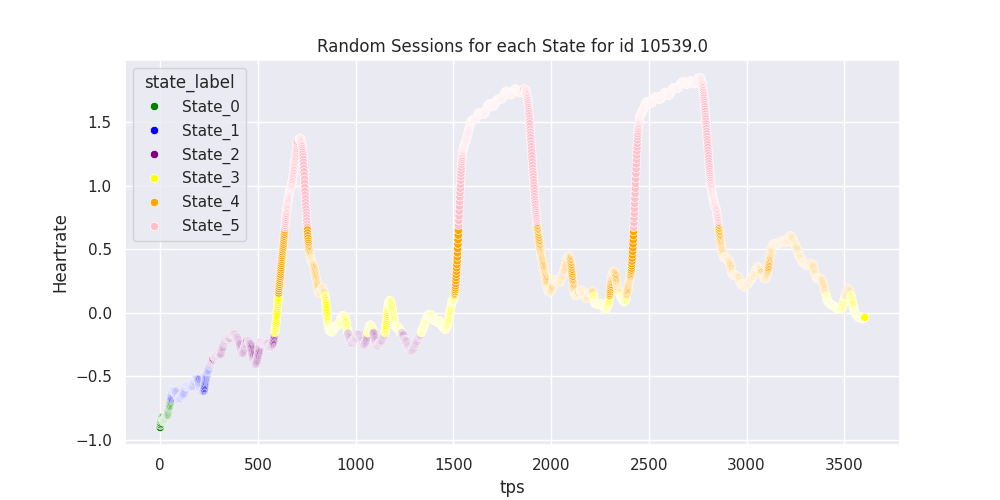 Random Sessions for each State for id 10539.0
state_label
State_0
State_1
State_2
State_3
State_4
State_5
Heartrate
1.5
1.0
0.5
0.0
−0.5
−1.0
0 500 1000 1500 2000 2500 3000 3500
tps